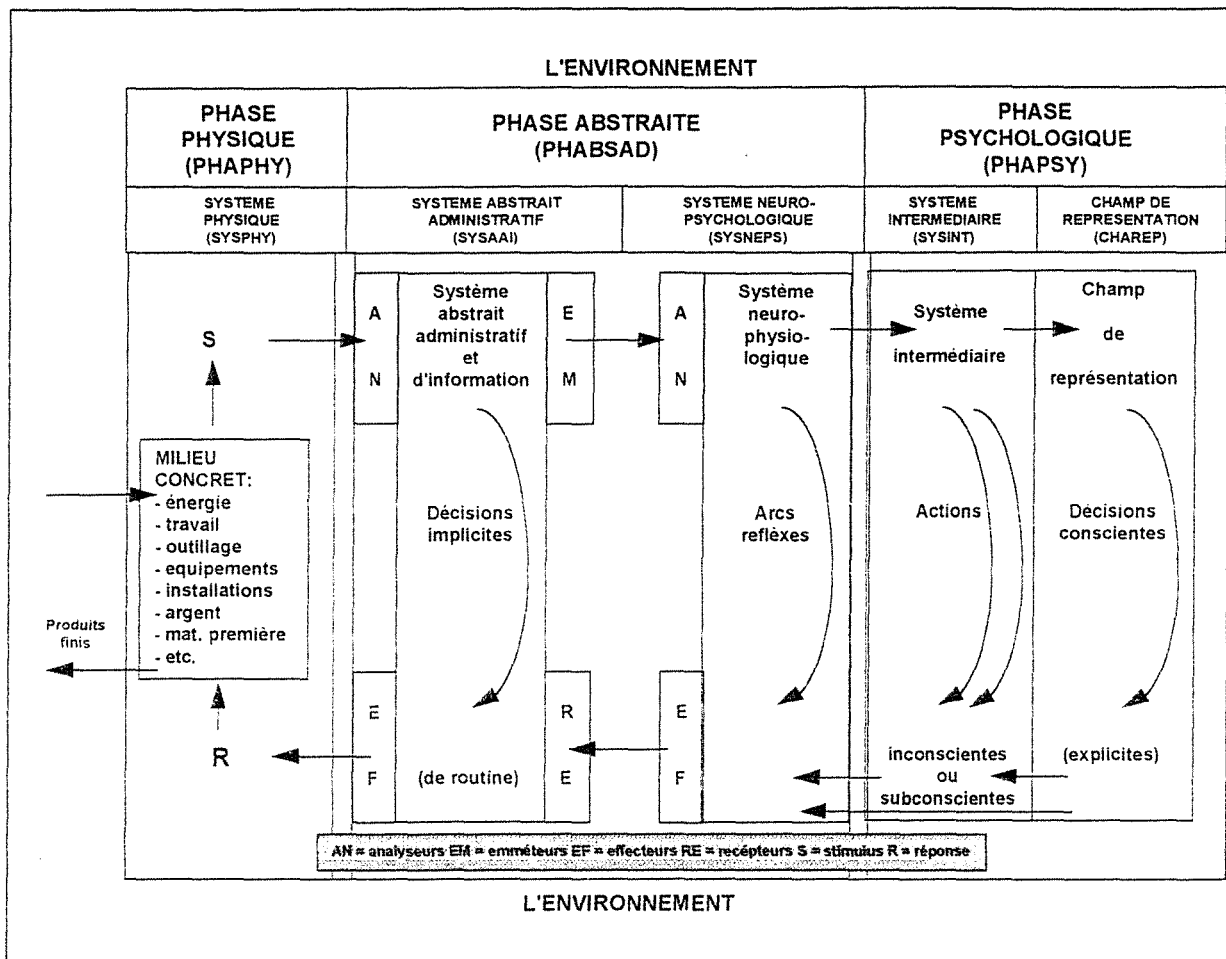 L'ENVIRONNEMENT
PHASE
PHYSIQUE
(PHAPHY)
PHASE ABSTRAITE
(PHABSAD)
PHASE
PSYCHOLOGIQUE
(PHAPSY)
SYSTEME
PHYSIQUE
(SYSPHY)
SYSTEME ABSTRAIT
ADMINISTRATIF
(SYSAAI)
SYSTEME NEURO-
PSYCHOLOGIQUE
(SYSNEPS)
SYSTEME
INTERMEDIAIRE
(SYSINT)
CHAMP DE
REPRESENTATION
(CHAREP)
S
MILIEU
CONCRET:
- énergie
- travail
- outillage
- equipements
- installations
- argent
- mat. première
- etc.
Produits
finis
R
A
N
Système
abstrait
administratif
et
d'information
E
M
Décisions
implicites
E
F
(de routine)
R
E
A
N
Système
neuro-
physio-
logique
Arcs
reflèxes
E
F
Système
intermédiaire
Actions
inconscientes
ou
subconscientes
Champ
de
représentation
Décisions
conscientes
(explicites)
AN = analyseurs EM = emméteurs EF = effecteurs RE = recépteurs S = stimulus R = réponse
L'ENVIRONNEMENT